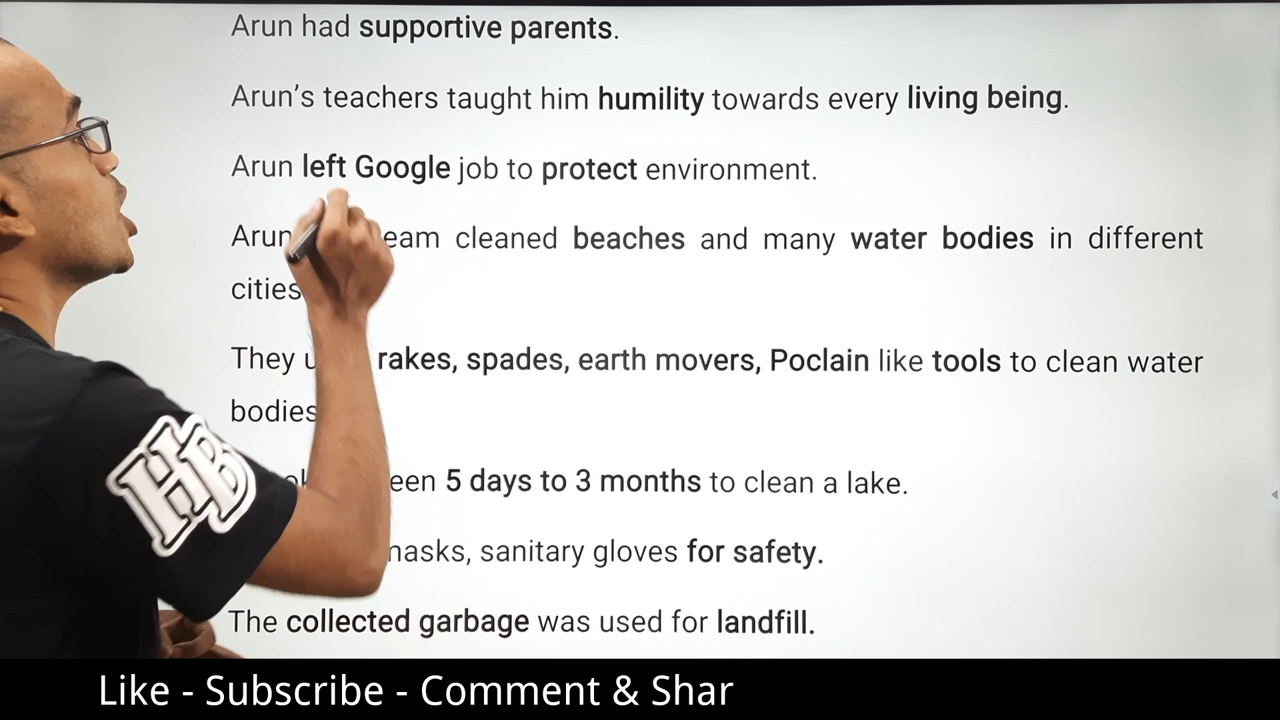 Arun had supportive parents.
Arun's teachers taught him humility towards every living being.
Arun left Google job to protect environment.
Arun eam cleaned beaches and many water bodies in different
cities
They u rakes, spades, earth movers, Poclain like tools to clean water
bodies
een 5 days to 3 months to clean a lake.
masks, sanitary gloves for safety.
The collected garbage was used for landfill.
HB
Like - Subscribe - Comment & Shar